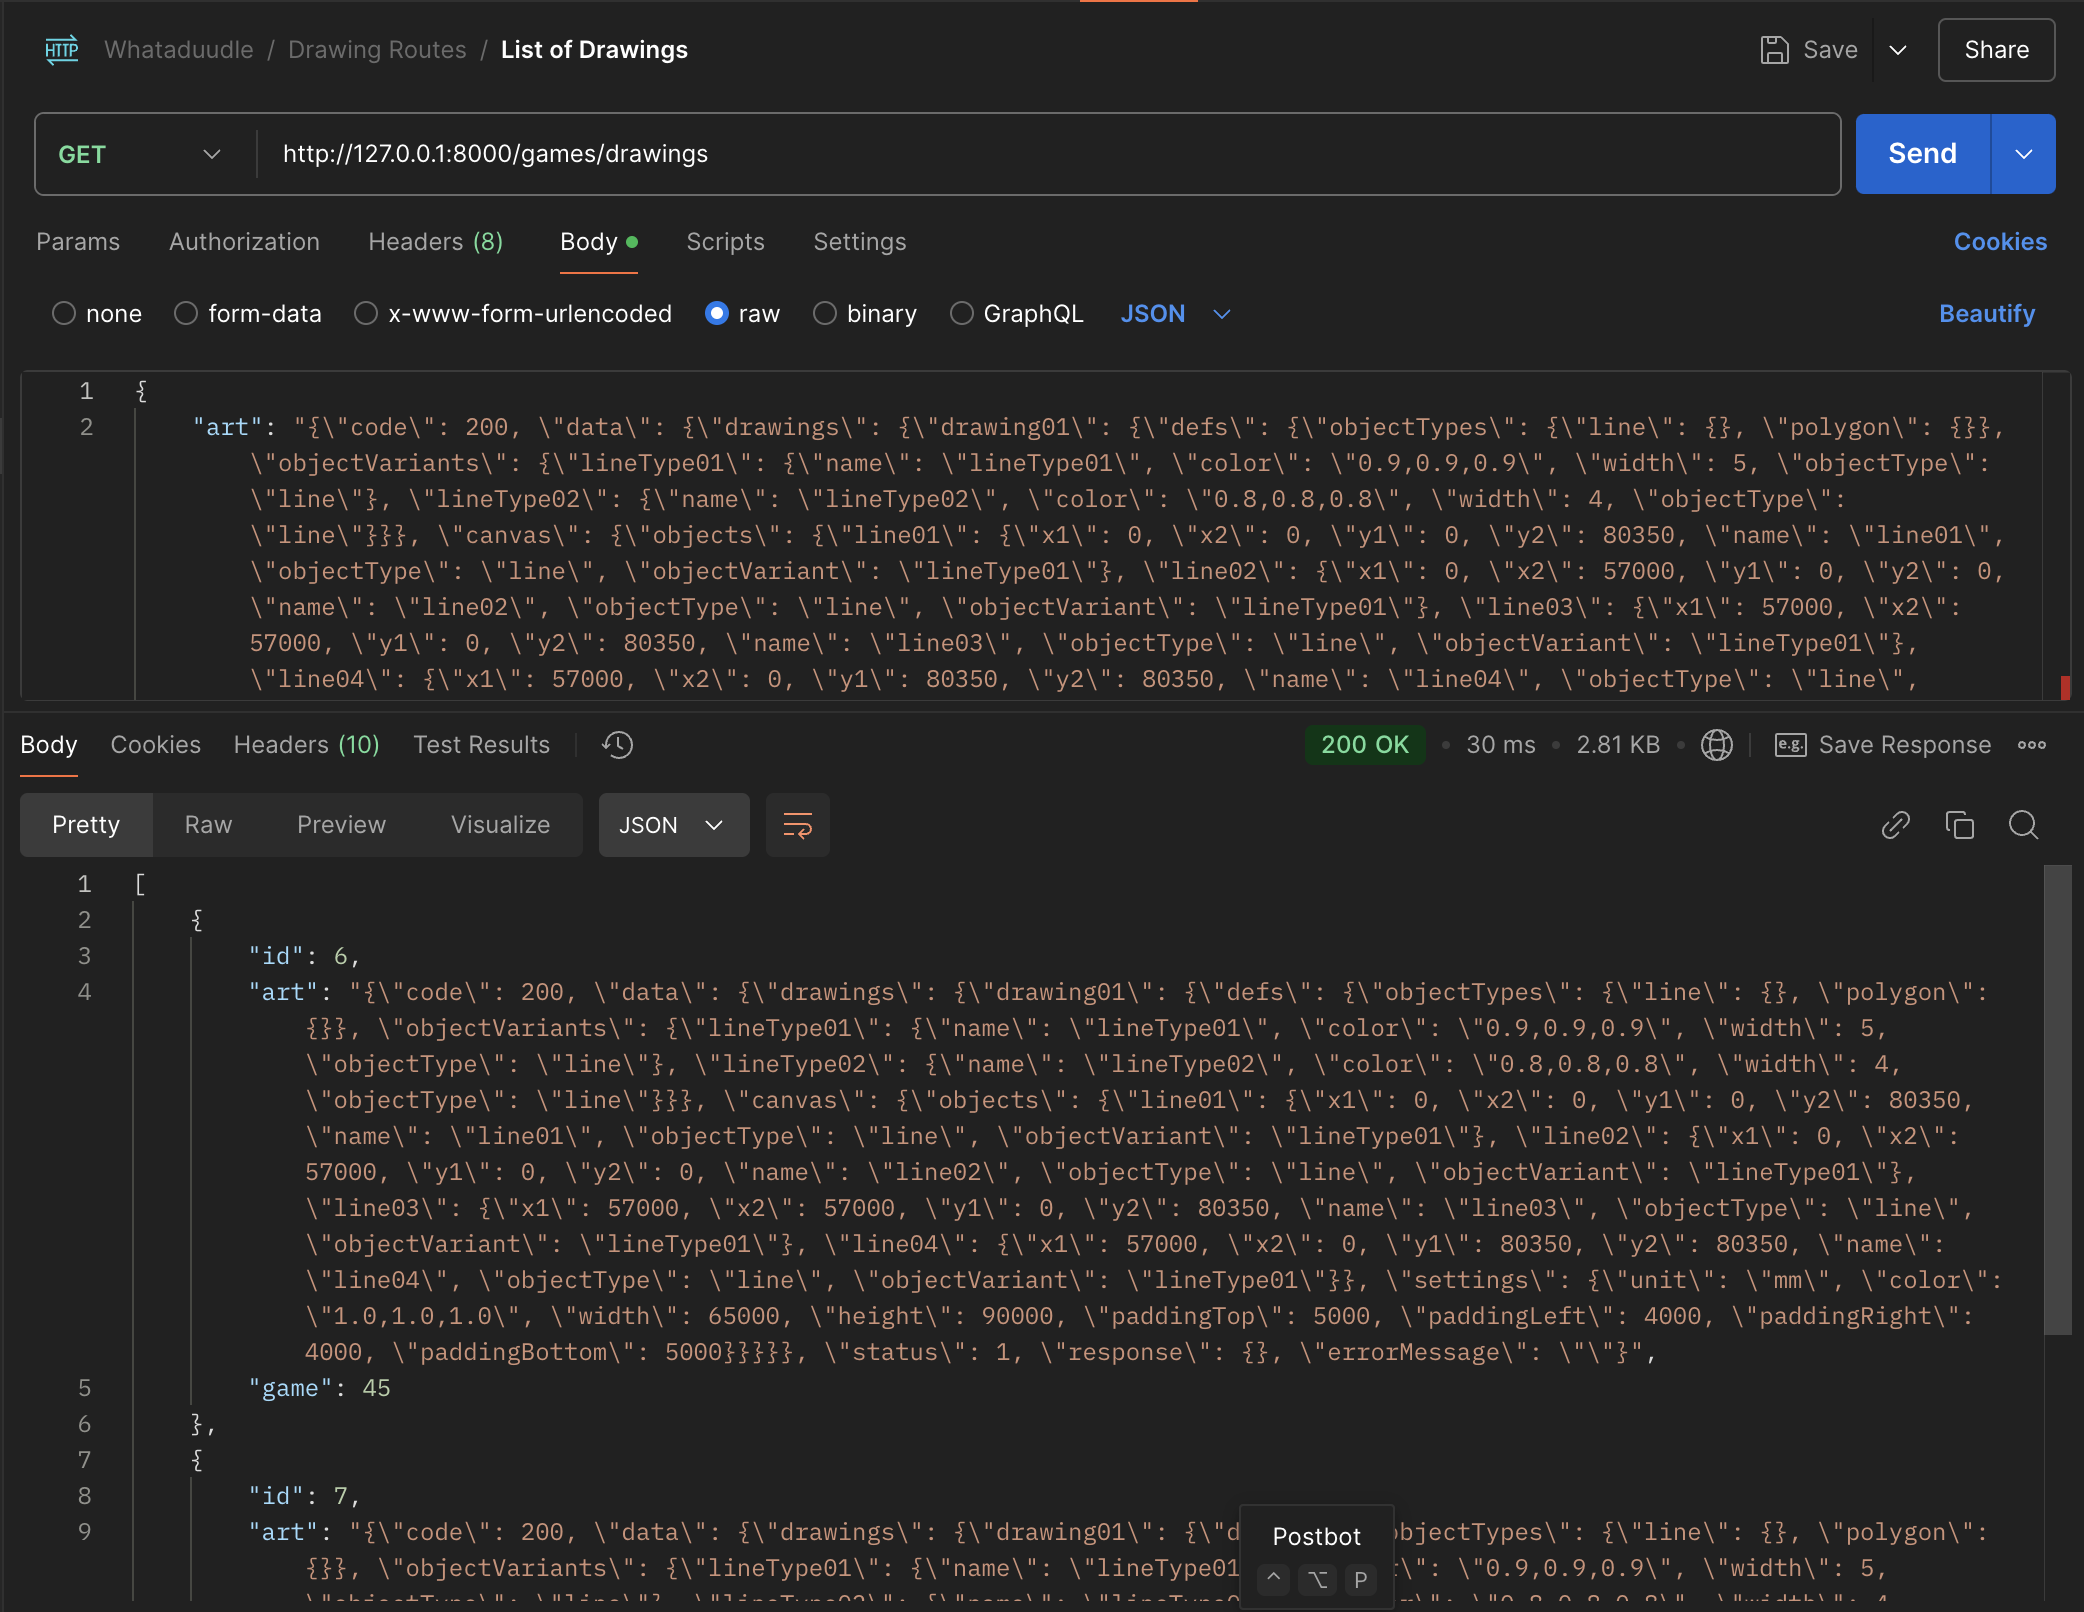 HTTP Whataduudle / Drawing Routes / List of Drawings Save Share
GET http://127.0.0.1:8000/games/drawings Send
Params Authorization Headers (8) Body Scripts Settings Cookies
none form-data x-www-form-urlencoded raw binary GraphQL JSON Beautify
1 {
2 "art": "{\"code\": 200, \"data\": {\"drawings\": {\"drawing01\": {\"defs\": {\"objectTypes\": {\"line\": {}, \"polygon\": {}},
\"objectVariants\": {\"lineType01\": {\"name\": \"lineType01\", \"color\": \"0.9,0.9,0.9\", \"width\": 5, \"objectType\":
\"line\"}, \"lineType02\": {\"name\": \"lineType02\", \"color\": \"0.8,0.8,0.8\", \"width\": 4, \"objectType\":
\"line\"}}}, \"canvas\": {\"objects\": {\"line01\": {\"x1\": 0, \"x2\": 0, \"y1\": 0, \"y2\": 80350, \"name\": \"line01\",
\"objectType\": \"line\", \"objectVariant\": \"lineType01\"}, \"line02\": {\"x1\": 0, \"x2\": 57000, \"y1\": 0, \"y2\": 0,
\"name\": \"line02\", \"objectType\": \"line\", \"objectVariant\": \"lineType01\"}, \"line03\": {\"x1\": 57000, \"x2\":
57000, \"y1\": 0, \"y2\": 80350, \"name\": \"line03\", \"objectType\": \"line\", \"objectVariant\": \"lineType01\"},
\"line04\": {\"x1\": 57000, \"x2\": 0, \"y1\": 80350, \"y2\": 80350, \"name\": \"line04\", \"objectType\": \"line\",
Body Cookies Headers (10) Test Results 200 OK • 30 ms • 2.81 KB • e.g. Save Response
Pretty Raw Preview Visualize JSON
1 [
2 {
3 "id": 6,
4 "art": "{\"code\": 200, \"data\": {\"drawings\": {\"drawing01\": {\"defs\": {\"objectTypes\": {\"line\": {}, \"polygon\":
{}}, \"objectVariants\": {\"lineType01\": {\"name\": \"lineType01\", \"color\": \"0.9,0.9,0.9\", \"width\": 5,
\"objectType\": \"line\"}, \"lineType02\": {\"name\": \"lineType02\", \"color\": \"0.8,0.8,0.8\", \"width\": 4,
\"objectType\": \"line\"}}}, \"canvas\": {\"objects\": {\"line01\": {\"x1\": 0, \"x2\": 0, \"y1\": 0, \"y2\": 80350,
\"name\": \"line01\", \"objectType\": \"line\", \"objectVariant\": \"lineType01\"}, \"line02\": {\"x1\": 0, \"x2\":
57000, \"y1\": 0, \"y2\": 0, \"name\": \"line02\", \"objectType\": \"line\", \"objectVariant\": \"lineType01\"},
\"line03\": {\"x1\": 57000, \"x2\": 57000, \"y1\": 0, \"y2\": 80350, \"name\": \"line03\", \"objectType\": \"line\",
\"objectVariant\": \"lineType01\"}, \"line04\": {\"x1\": 57000, \"x2\": 0, \"y1\": 80350, \"y2\": 80350, \"name\":
\"line04\", \"objectType\": \"line\", \"objectVariant\": \"lineType01\"}}, \"settings\": {\"unit\": \"mm\", \"color\":
\"1.0,1.0,1.0\", \"width\": 65000, \"height\": 90000, \"paddingTop\": 5000, \"paddingLeft\": 4000, \"paddingRight\":
4000, \"paddingBottom\": 5000}}}}}, \"status\": 1, \"response\": {}, \"errorMessage\": \"\"}",
5 "game": 45
6 },
7 {
8 "id": 7,
9 "art": "{\"code\": 200, \"data\": {\"drawings\": {\"drawing01\": {\"d objectTypes\": {\"line\": {}, \"polygon\":
{}}, \"objectVariants\": {\"lineType01\": {\"name\": \"lineType01 \": \"0.9,0.9,0.9\", \"width\": 5,
Postbot
^ ⌥ P